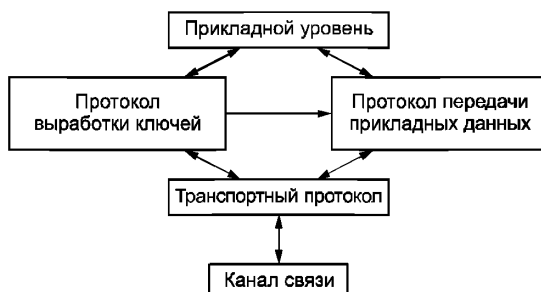 Прикладной уровень
Протокол
выработки ключей
Протокол передачи
прикладных данных
Транспортный протокол
Канал связи